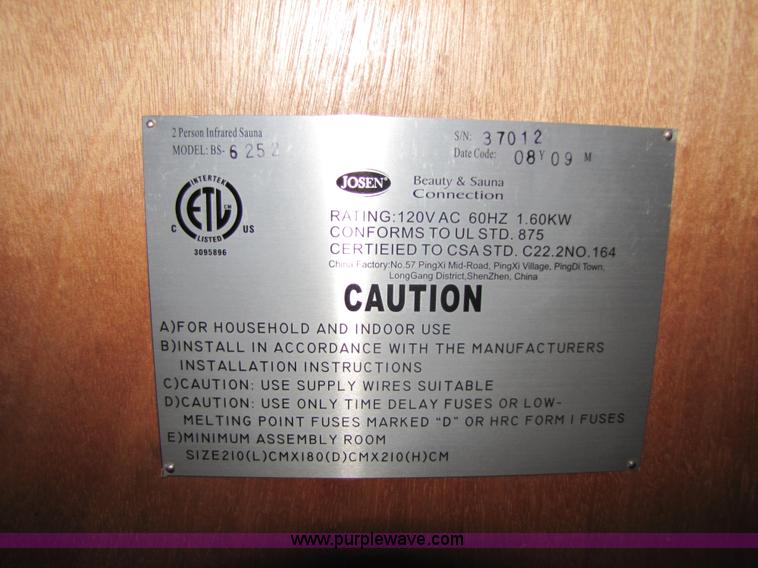 2 Person Infrared Sauna
MODEL: BS-6252
S/N: 37012
Date Code: 08Y 09 M
INTERTEK
ETL CM
C US
LISTED
3095896
JOSEN®
Beauty & Sauna
Connection
RATING:120V AC 60HZ 1.60KW
CONFORMS TO UL STD. 875
CERTIEIED TO CSA STD. C22.2NO.164
China Factory:No.57 PingXi Mid-Road, PingXi Village, PingDi Town,
LongGang District,ShenZhen, China
CAUTION
A)FOR HOUSEHOLD AND INDOOR USE
B)INSTALL IN ACCORDANCE WITH THE MANUFACTURERS
INSTALLATION INSTRUCTIONS
C)CAUTION: USE SUPPLY WIRES SUITABLE
D)CAUTION: USE ONLY TIME DELAY FUSES OR LOW-
MELTING POINT FUSES MARKED "D" OR HRC FORM I FUSES
E)MINIMUM ASSEMBLY ROOM
SIZE210(L)CMX180(D)CMX210(H)CM
www.purplewave.com